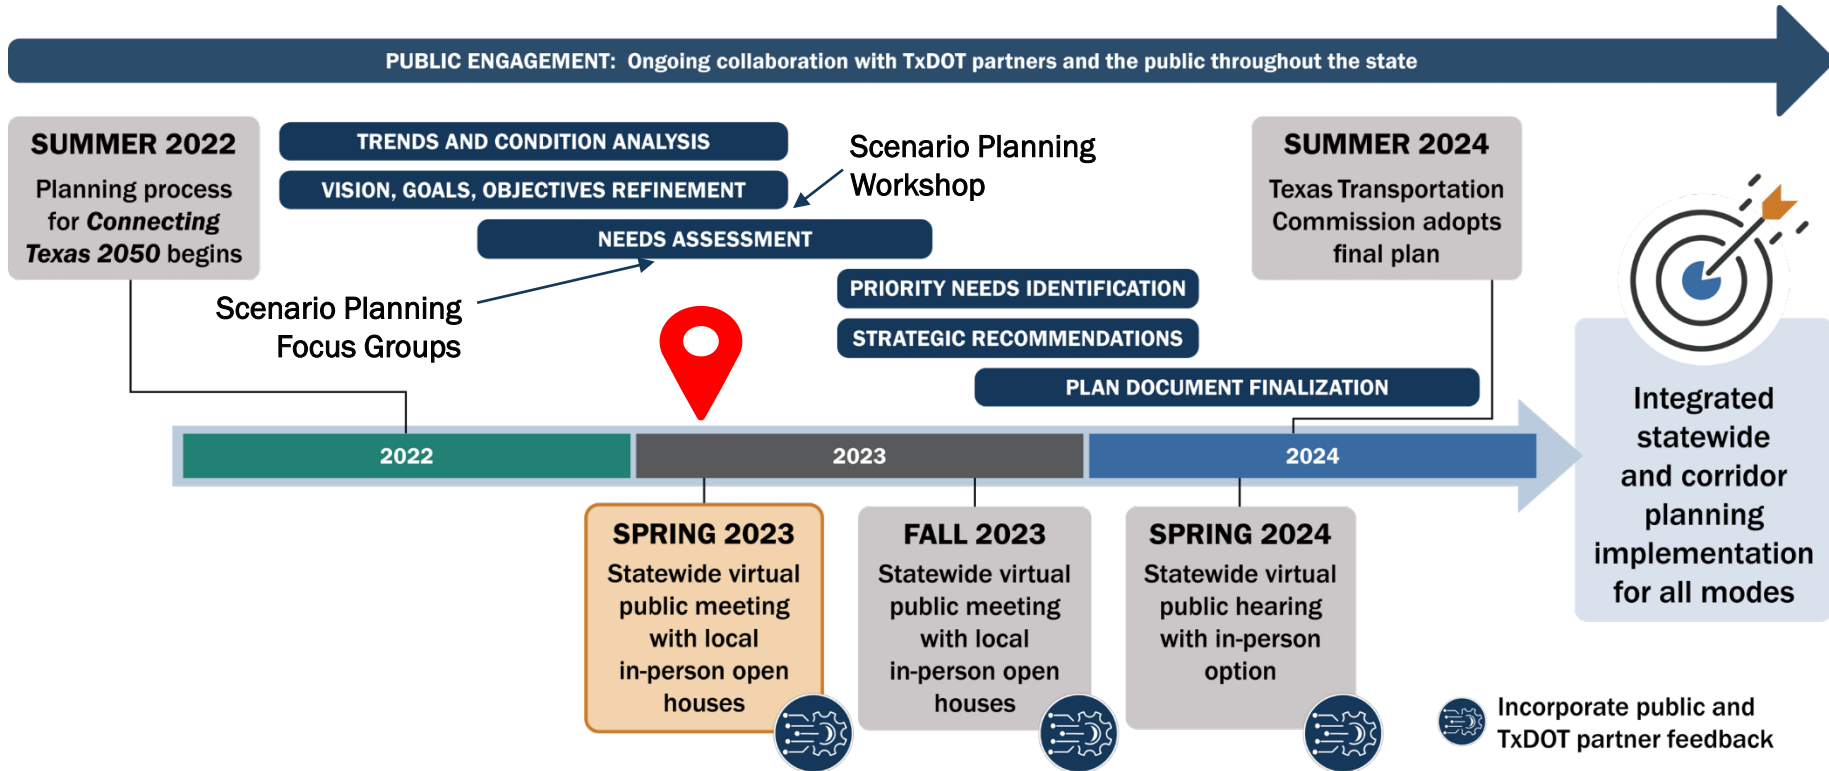 PUBLIC ENGAGEMENT: Ongoing collaboration with TxDOT partners and the public throughout the state
SUMMER 2022
Planning process
for Connecting
Texas 2050 begins
TRENDS AND CONDITION ANALYSIS
VISION, GOALS, OBJECTIVES REFINEMENT
Scenario Planning
Workshop
NEEDS ASSESSMENT
Scenario Planning
Focus Groups
PRIORITY NEEDS IDENTIFICATION
STRATEGIC RECOMMENDATIONS
PLAN DOCUMENT FINALIZATION
SUMMER 2024
Texas Transportation
Commission adopts
final plan
2022
2023
2024
Integrated
statewide
and corridor
planning
implementation
for all modes
SPRING 2023
Statewide virtual
public meeting
with local
in-person open
houses
FALL 2023
Statewide virtual
public meeting
with local
in-person open
houses
SPRING 2024
Statewide virtual
public hearing
with in-person
option
Incorporate public and
TxDOT partner feedback